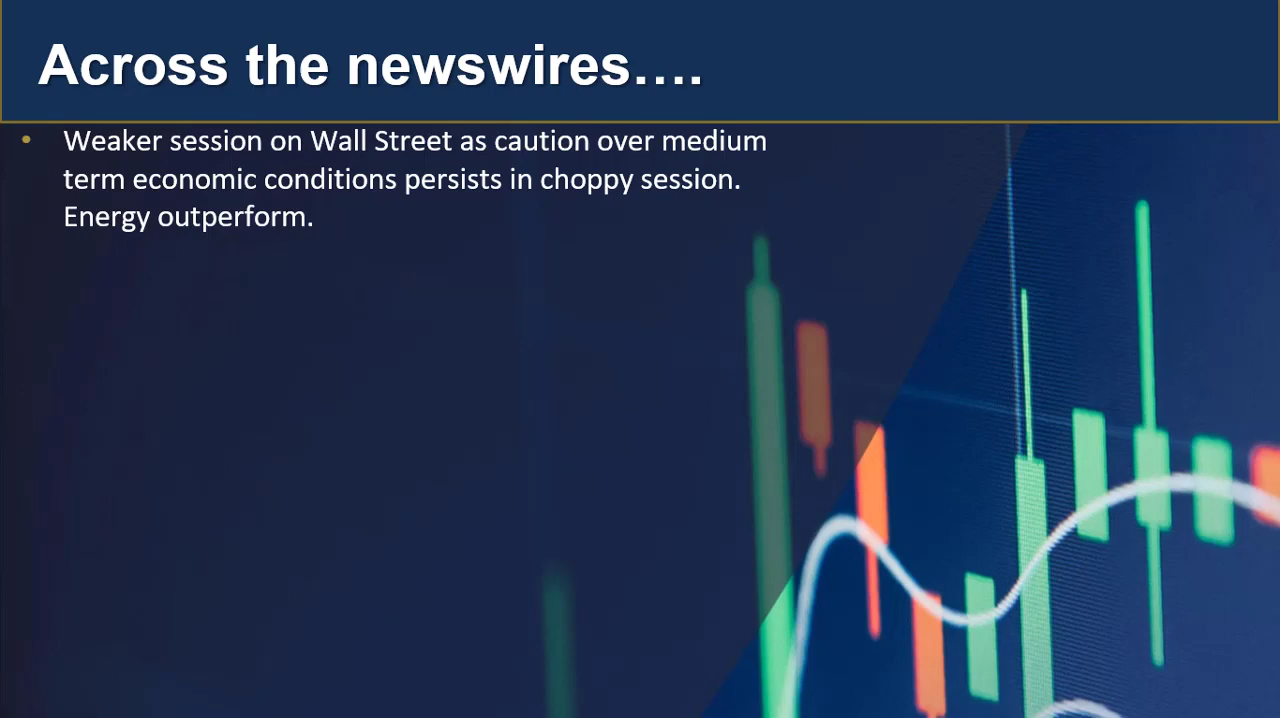 Across the newswires….
• Weaker session on Wall Street as caution over medium
term economic conditions persists in choppy session.
Energy outperform.